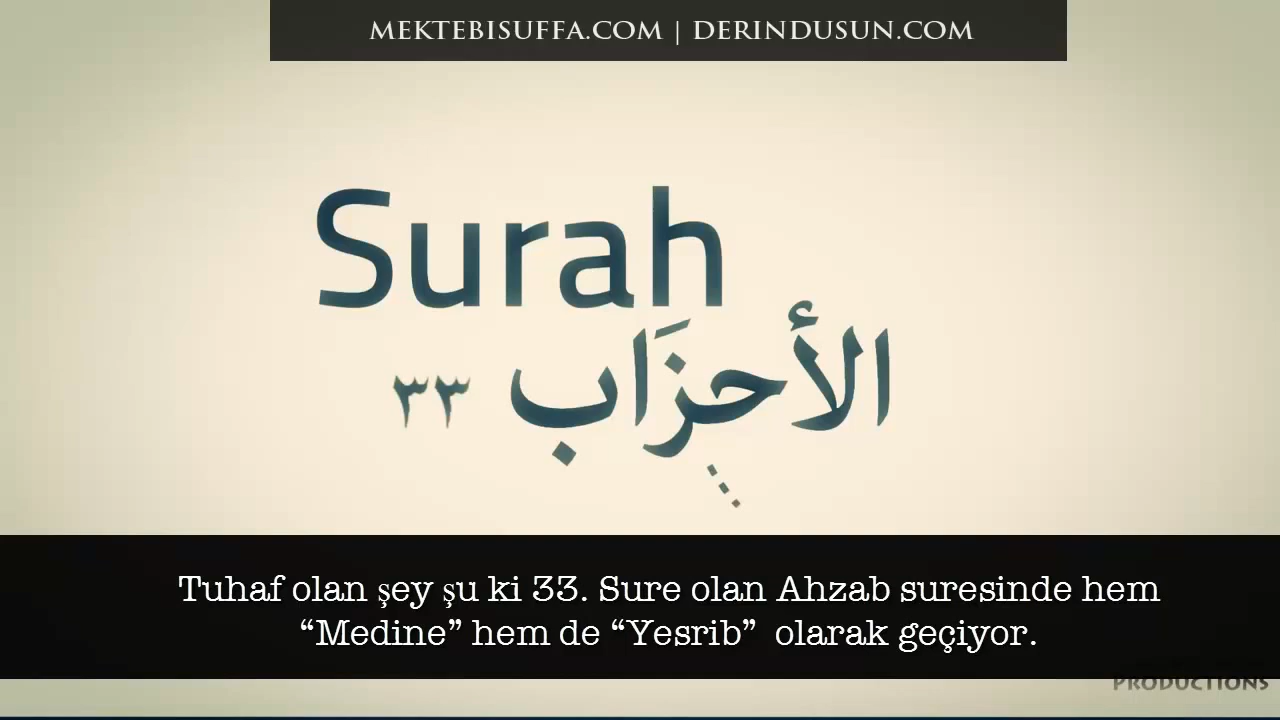 MEKTEBISUFFA.COM | DERINDUSUN.COM
Surah
الأحزَاب ٣٣
Tuhaf olan şey şu ki 33. Sure olan Ahzab suresinde hem
“Medine” hem de “Yesrib” olarak geçiyor.
PRODUCTIONS